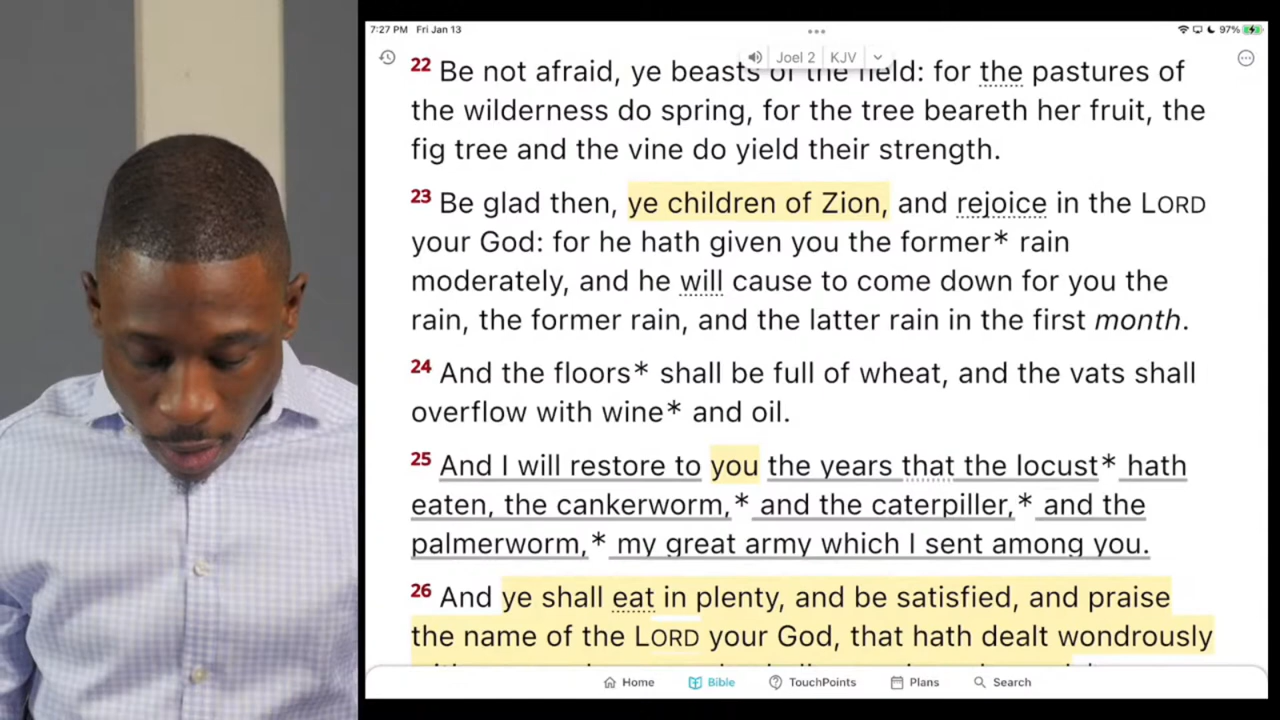 7:27 PM Fri Jan 13
97%
Joel 2 KJV
22 Be not afraid, ye beasts of the field: for the pastures of
the wilderness do spring, for the tree beareth her fruit, the
fig tree and the vine do yield their strength.
23 Be glad then, ye children of Zion, and rejoice in the LORD
your God: for he hath given you the former* rain
moderately, and he will cause to come down for you the
rain, the former rain, and the latter rain in the first month.
24 And the floors* shall be full of wheat, and the vats shall
overflow with wine* and oil.
25 And I will restore to you the years that the locust* hath
eaten, the cankerworm,* and the caterpiller,* and the
palmerworm,* my great army which I sent among you.
26 And ye shall eat in plenty, and be satisfied, and praise
the name of the LORD your God, that hath dealt wondrously
Home Bible TouchPoints Plans Search